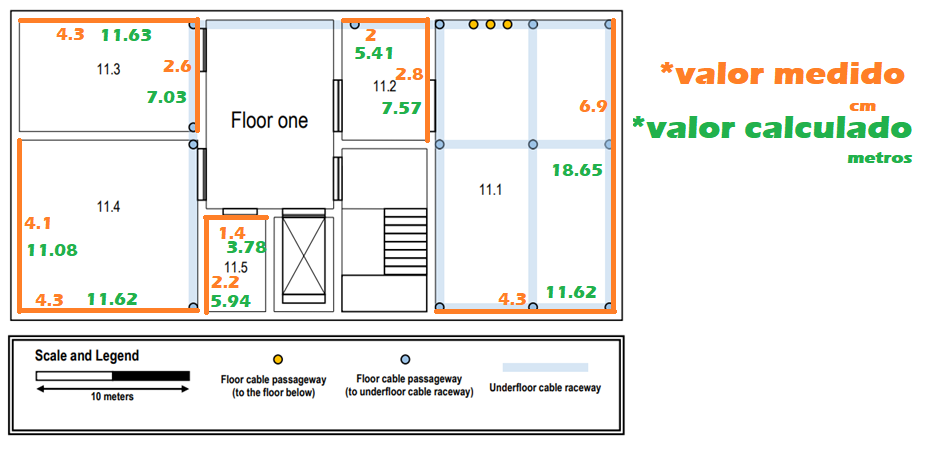 4.3 11.63
11.3
2.6
7.03
2
5.41
2.8
11.2
7.57
Floor one
6.9
18.65
11.1
11.4
4.1
11.08
4.3 11.62
1.4
3.78
11.5
2.2
5.94
4.3 11.62
*valor medido
cm
*valor calculado
metros
Scale and Legend
10 meters
Floor cable passageway
(to the floor below)
Floor cable passageway
(to underfloor cable raceway)
Underfloor cable raceway